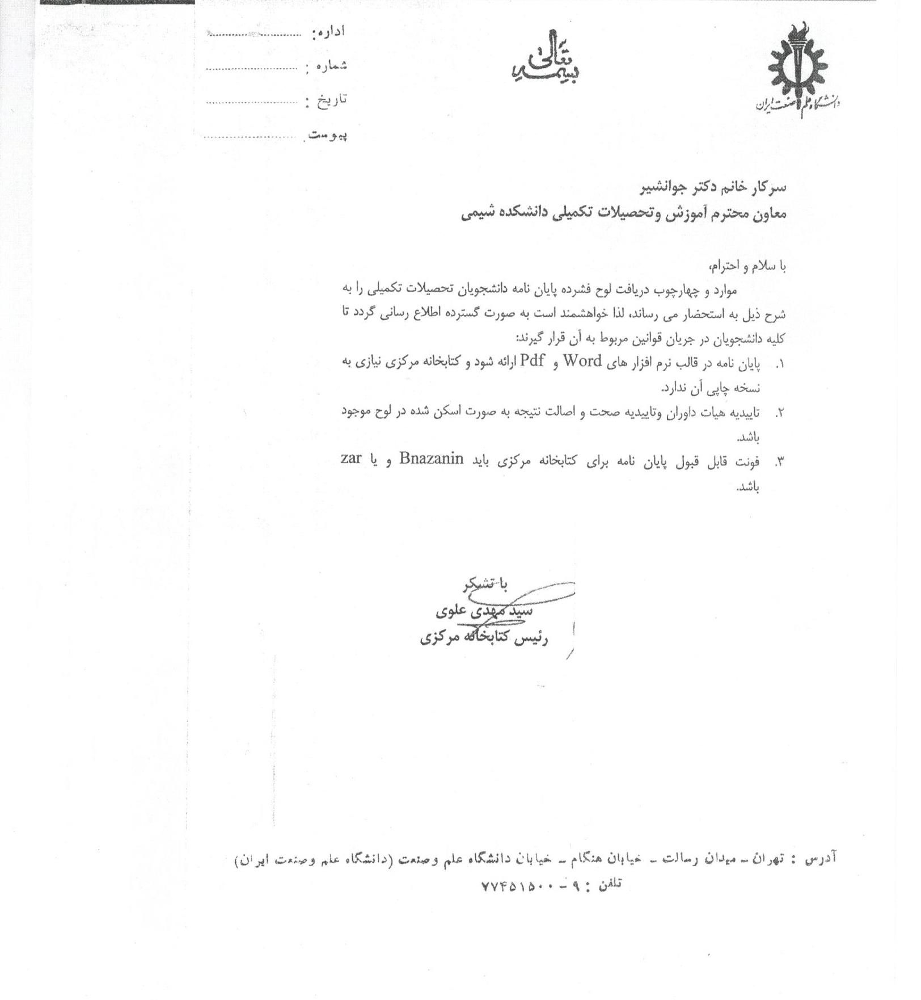 دانشگاه علم و صنعت ایران
بسمه تعالی
اداره:
شماره :
تاریخ :
پیوست
سرکار خانم دکتر جوانشیر
معاون محترم آموزش وتحصیلات تکمیلی دانشکده شیمی
با سلام و احترام،
موارد و چهارچوب دریافت لوح فشرده پایان نامه دانشجویان تحصیلات تکمیلی را به
شرح ذیل به استحضار می رساند، لذا خواهشمند است به صورت گسترده اطلاع رسانی گردد تا
کلیه دانشجویان در جریان قوانین مربوط به آن قرار گیرند:
۱. پایان نامه در قالب نرم افزار های Word و Pdf ارائه شود و کتابخانه مرکزی نیازی به
نسخه چاپی آن ندارد.
۲. تاییدیه هیات داوران وتاییدیه صحت و اصالت نتیجه به صورت اسکن شده در لوح موجود
باشد.
۳. فونت قابل قبول پایان نامه برای کتابخانه مرکزی باید Bnazanin و یا zar
باشد.
با تشکر
سید مهدی علوی
رئیس کتابخانه مرکزی
آدرس : تهران – میدان رسالت – خیابان هنگام – خیابان دانشگاه علم وصنعت (دانشگاه علم وصنعت ایران)
تلفن : ۹ – ۷۷۴۵۱۵۰۰